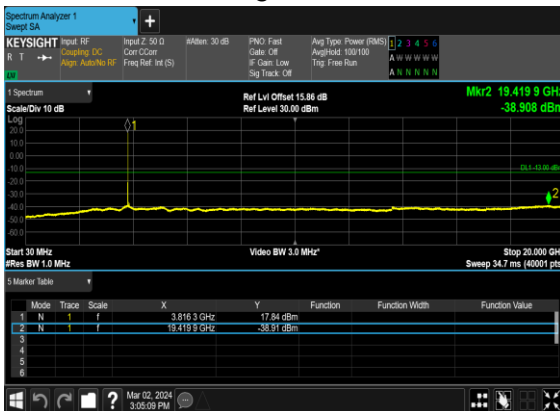 Spectrum Analyzer 1
Swept SA
+
KEYSIGHT Input: RF Input Z: 50 Ω #Atten: 30 dB PNO: Fast Avg Type: Power (RMS) 1 2 3 4 5 6
R T Coupling: DC Corr CCorr Gate: Off Avg|Hold: 100/100 A W W W W W
Align: Auto/No RF Freq Ref: Int (S) IF Gain: Low Trig: Free Run
LV Sig Track: Off A N N N N N
1 Spectrum Ref Lvl Offset 15.86 dB Mkr2 19.419 9 GHz
Scale/Div 10 dB Ref Level 30.00 dBm -38.908 dBm
Log
20.0 1
10.0
0.00
-10.0 DL1 -13.00 dBm
-20.0
-30.0 2
-40.0
-50.0
-60.0
Start 30 MHz Video BW 3.0 MHz* Stop 20.000 GHz
#Res BW 1.0 MHz Sweep 34.7 ms (40001 pts)
5 Marker Table
Mode Trace Scale X Y Function Function Width Function Value
1 N 1 f 3.816 3 GHz 17.84 dBm
2 N 1 f 19.419 9 GHz -38.91 dBm
3
4
5
6
? Mar 02, 2024
3:05:09 PM